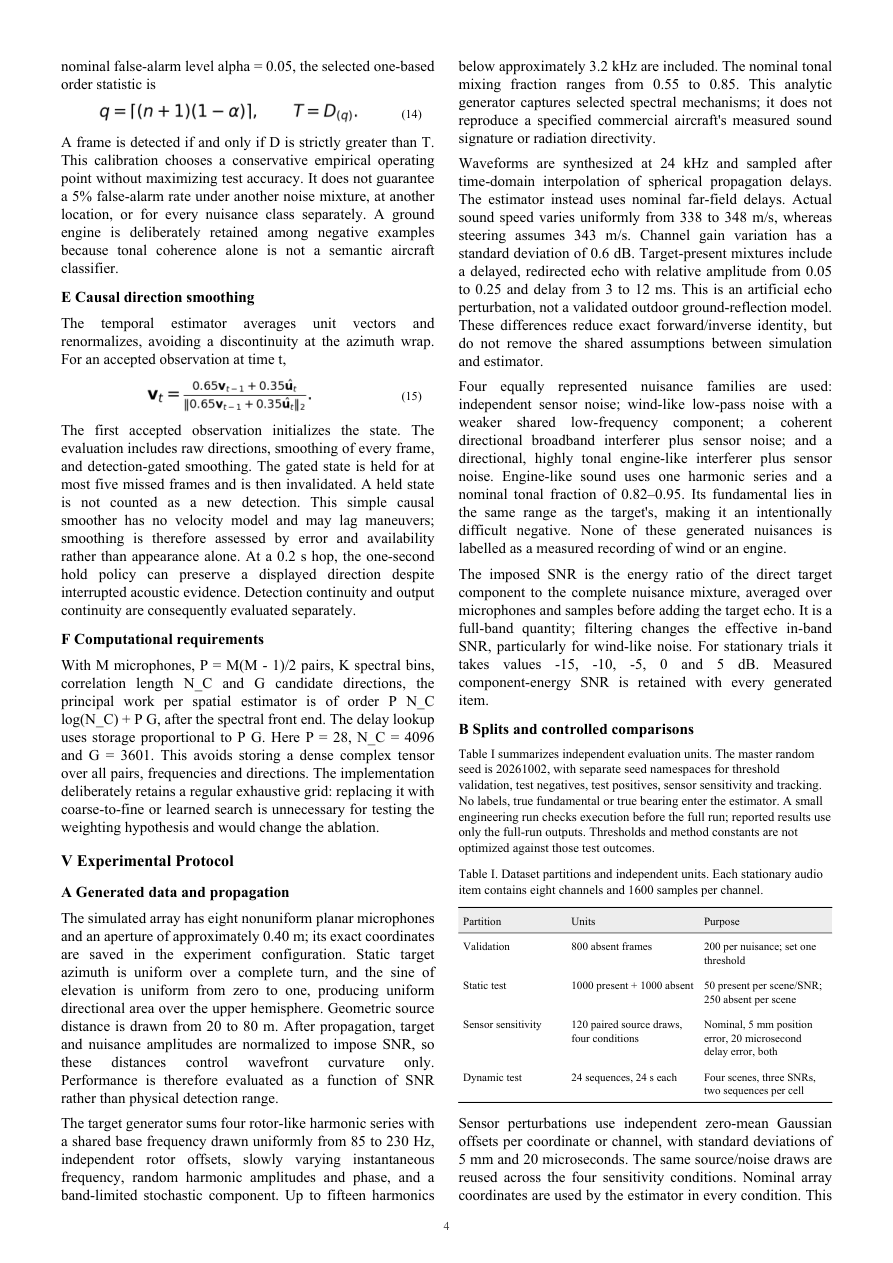 nominal false-alarm level alpha = 0.05, the selected one-based
order statistic is
q = ⌈(n + 1)(1 − α)⌉, T = D(q). (14)
A frame is detected if and only if D is strictly greater than T.
This calibration chooses a conservative empirical operating
point without maximizing test accuracy. It does not guarantee
a 5% false-alarm rate under another noise mixture, at another
location, or for every nuisance class separately. A ground
engine is deliberately retained among negative examples
because tonal coherence alone is not a semantic aircraft
classifier.
E Causal direction smoothing
The temporal estimator averages unit vectors and
renormalizes, avoiding a discontinuity at the azimuth wrap.
For an accepted observation at time t,
v_t = (0.65v_{t−1} + 0.35û_t) / ‖0.65v_{t−1} + 0.35û_t‖_2 . (15)
The first accepted observation initializes the state. The
evaluation includes raw directions, smoothing of every frame,
and detection-gated smoothing. The gated state is held for at
most five missed frames and is then invalidated. A held state
is not counted as a new detection. This simple causal
smoother has no velocity model and may lag maneuvers;
smoothing is therefore assessed by error and availability
rather than appearance alone. At a 0.2 s hop, the one-second
hold policy can preserve a displayed direction despite
interrupted acoustic evidence. Detection continuity and output
continuity are consequently evaluated separately.
F Computational requirements
With M microphones, P = M(M - 1)/2 pairs, K spectral bins,
correlation length N_C and G candidate directions, the
principal work per spatial estimator is of order P N_C
log(N_C) + P G, after the spectral front end. The delay lookup
uses storage proportional to P G. Here P = 28, N_C = 4096
and G = 3601. This avoids storing a dense complex tensor
over all pairs, frequencies and directions. The implementation
deliberately retains a regular exhaustive grid: replacing it with
coarse-to-fine or learned search is unnecessary for testing the
weighting hypothesis and would change the ablation.
V Experimental Protocol
A Generated data and propagation
The simulated array has eight nonuniform planar microphones
and an aperture of approximately 0.40 m; its exact coordinates
are saved in the experiment configuration. Static target
azimuth is uniform over a complete turn, and the sine of
elevation is uniform from zero to one, producing uniform
directional area over the upper hemisphere. Geometric source
distance is drawn from 20 to 80 m. After propagation, target
and nuisance amplitudes are normalized to impose SNR, so
these distances control wavefront curvature only.
Performance is therefore evaluated as a function of SNR
rather than physical detection range.
The target generator sums four rotor-like harmonic series with
a shared base frequency drawn uniformly from 85 to 230 Hz,
independent rotor offsets, slowly varying instantaneous
frequency, random harmonic amplitudes and phase, and a
band-limited stochastic component. Up to fifteen harmonics
below approximately 3.2 kHz are included. The nominal tonal
mixing fraction ranges from 0.55 to 0.85. This analytic
generator captures selected spectral mechanisms; it does not
reproduce a specified commercial aircraft's measured sound
signature or radiation directivity.
Waveforms are synthesized at 24 kHz and sampled after
time-domain interpolation of spherical propagation delays.
The estimator instead uses nominal far-field delays. Actual
sound speed varies uniformly from 338 to 348 m/s, whereas
steering assumes 343 m/s. Channel gain variation has a
standard deviation of 0.6 dB. Target-present mixtures include
a delayed, redirected echo with relative amplitude from 0.05
to 0.25 and delay from 3 to 12 ms. This is an artificial echo
perturbation, not a validated outdoor ground-reflection model.
These differences reduce exact forward/inverse identity, but
do not remove the shared assumptions between simulation
and estimator.
Four equally represented nuisance families are used:
independent sensor noise; wind-like low-pass noise with a
weaker shared low-frequency component; a coherent
directional broadband interferer plus sensor noise; and a
directional, highly tonal engine-like interferer plus sensor
noise. Engine-like sound uses one harmonic series and a
nominal tonal fraction of 0.82–0.95. Its fundamental lies in
the same range as the target's, making it an intentionally
difficult negative. None of these generated nuisances is
labelled as a measured recording of wind or an engine.
The imposed SNR is the energy ratio of the direct target
component to the complete nuisance mixture, averaged over
microphones and samples before adding the target echo. It is a
full-band quantity; filtering changes the effective in-band
SNR, particularly for wind-like noise. For stationary trials it
takes values -15, -10, -5, 0 and 5 dB. Measured
component-energy SNR is retained with every generated
item.
B Splits and controlled comparisons
Table I summarizes independent evaluation units. The master random
seed is 20261002, with separate seed namespaces for threshold
validation, test negatives, test positives, sensor sensitivity and tracking.
No labels, true fundamental or true bearing enter the estimator. A small
engineering run checks execution before the full run; reported results use
only the full-run outputs. Thresholds and method constants are not
optimized against those test outcomes.
Table I. Dataset partitions and independent units. Each stationary audio
item contains eight channels and 1600 samples per channel.
Partition Units Purpose
Validation 800 absent frames 200 per nuisance; set one
threshold
Static test 1000 present + 1000 absent 50 present per scene/SNR;
250 absent per scene
Sensor sensitivity 120 paired source draws, Nominal, 5 mm position
four conditions error, 20 microsecond
delay error, both
Dynamic test 24 sequences, 24 s each Four scenes, three SNRs,
two sequences per cell
Sensor perturbations use independent zero-mean Gaussian
offsets per coordinate or channel, with standard deviations of
5 mm and 20 microseconds. The same source/noise draws are
reused across the four sensitivity conditions. Nominal array
coordinates are used by the estimator in every condition. This
4